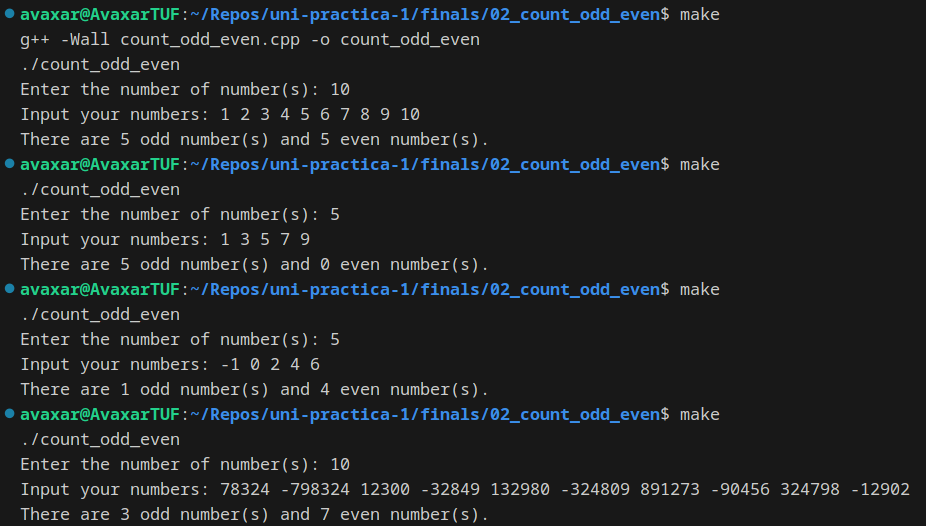 avaxar@AvaxarTUF:~/Repos/uni-practica-1/finals/02_count_odd_even$ make
g++ -Wall count_odd_even.cpp -o count_odd_even
./count_odd_even
Enter the number of number(s): 10
Input your numbers: 1 2 3 4 5 6 7 8 9 10
There are 5 odd number(s) and 5 even number(s).
avaxar@AvaxarTUF:~/Repos/uni-practica-1/finals/02_count_odd_even$ make
./count_odd_even
Enter the number of number(s): 5
Input your numbers: 1 3 5 7 9
There are 5 odd number(s) and 0 even number(s).
avaxar@AvaxarTUF:~/Repos/uni-practica-1/finals/02_count_odd_even$ make
./count_odd_even
Enter the number of number(s): 5
Input your numbers: -1 0 2 4 6
There are 1 odd number(s) and 4 even number(s).
avaxar@AvaxarTUF:~/Repos/uni-practica-1/finals/02_count_odd_even$ make
./count_odd_even
Enter the number of number(s): 10
Input your numbers: 78324 -798324 12300 -32849 132980 -324809 891273 -90456 324798 -12902
There are 3 odd number(s) and 7 even number(s).